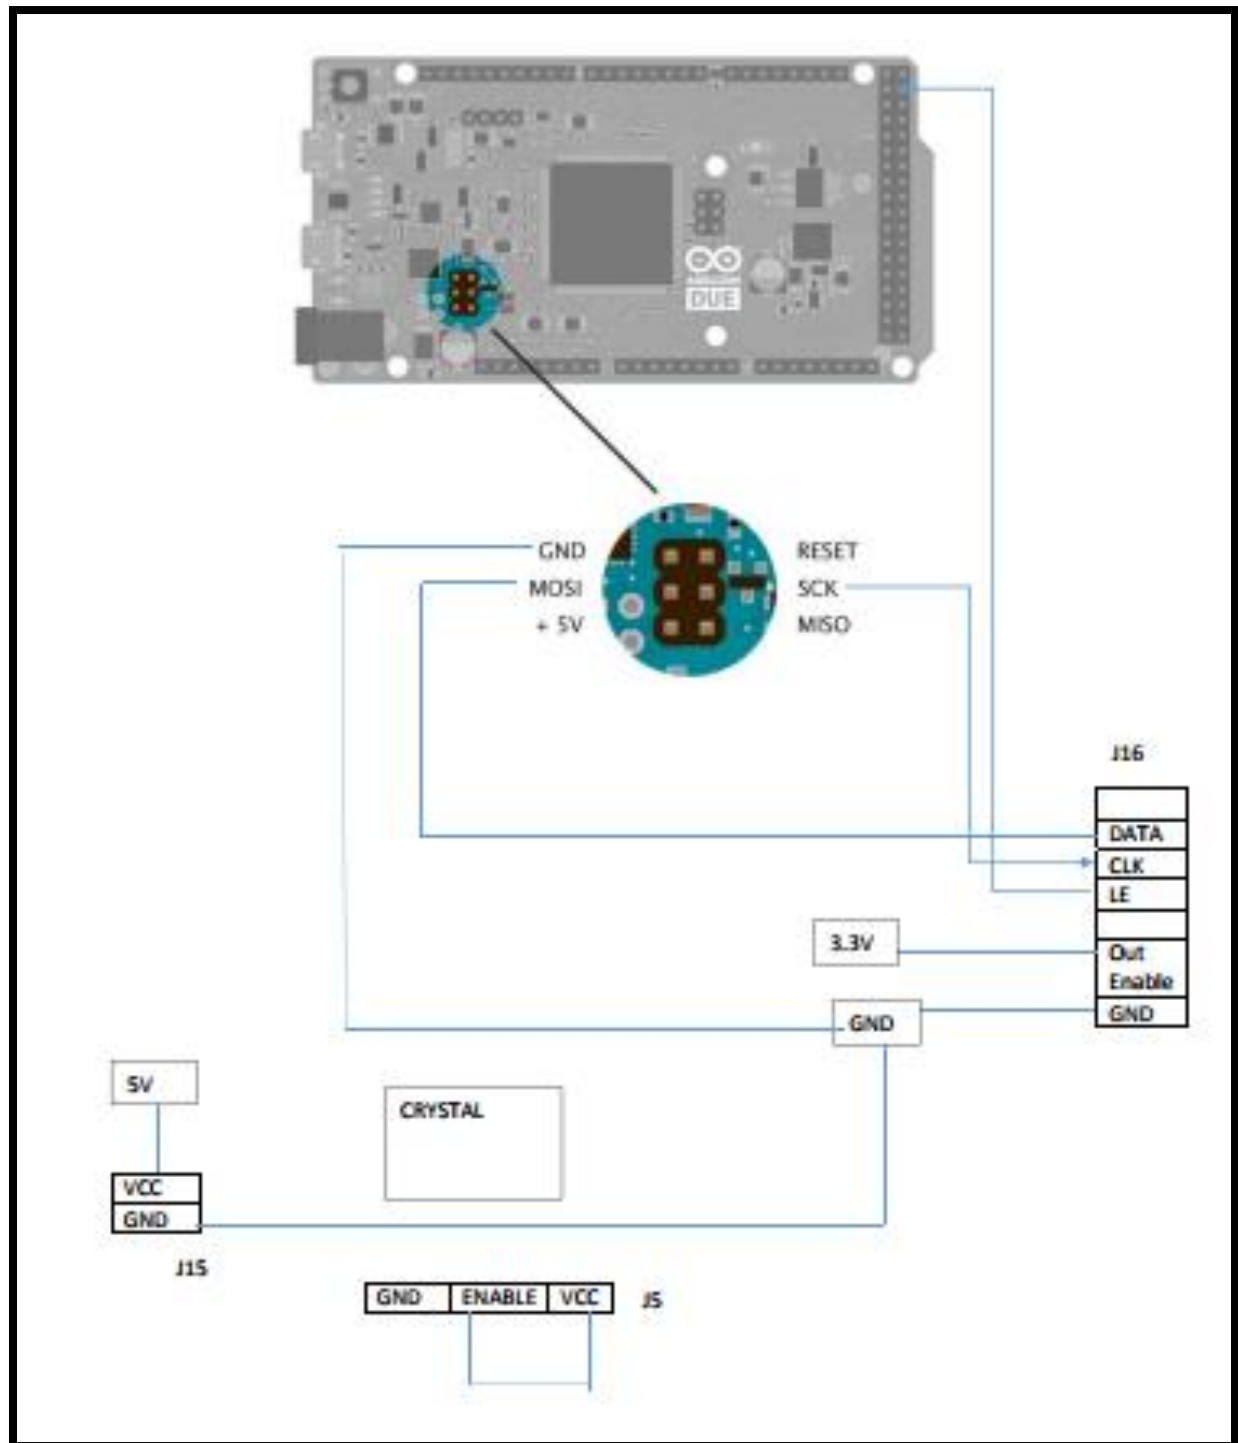 DUE
GND
RESET
MOSI
SCK
+ 5V
MISO
J16
DATA
CLK
LE
3.3V
Out
Enable
GND
GND
5V
CRYSTAL
VCC
GND
J15
GND ENABLE VCC J5